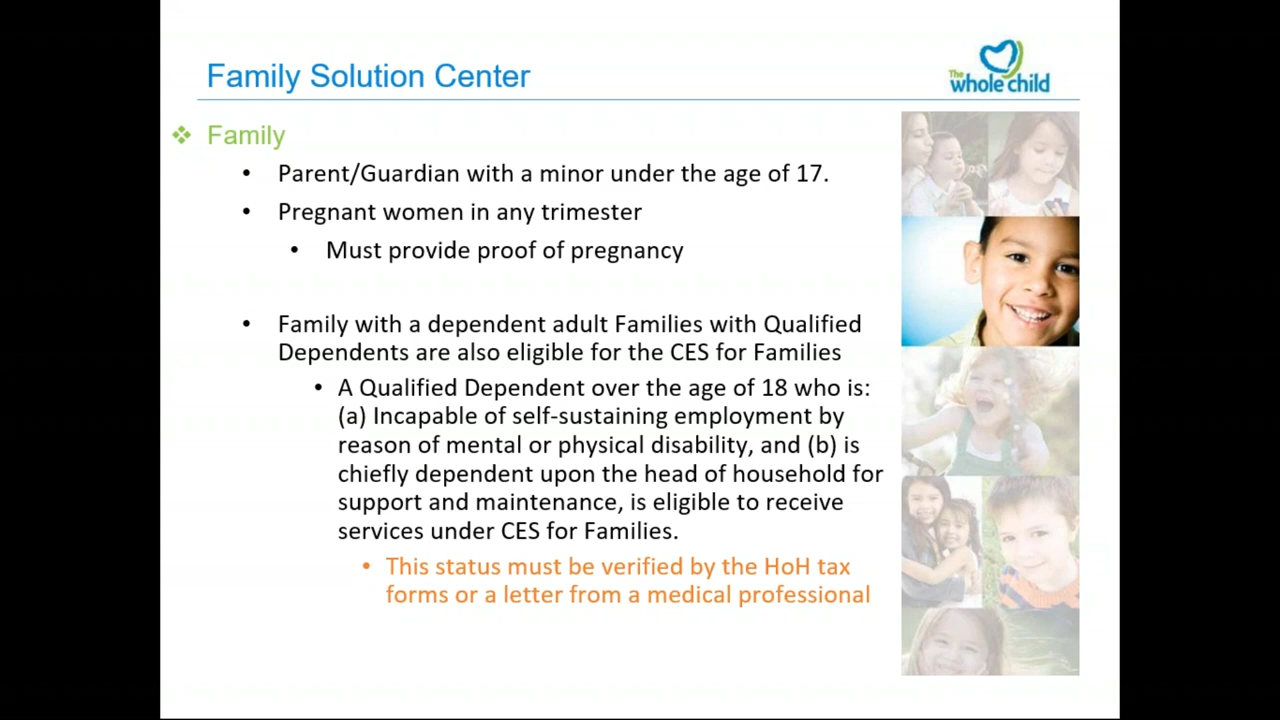 Family Solution Center
The
whole child
❖ Family
• Parent/Guardian with a minor under the age of 17.
• Pregnant women in any trimester
• Must provide proof of pregnancy
• Family with a dependent adult Families with Qualified
Dependents are also eligible for the CES for Families
• A Qualified Dependent over the age of 18 who is:
(a) Incapable of self-sustaining employment by
reason of mental or physical disability, and (b) is
chiefly dependent upon the head of household for
support and maintenance, is eligible to receive
services under CES for Families.
• This status must be verified by the HoH tax
forms or a letter from a medical professional